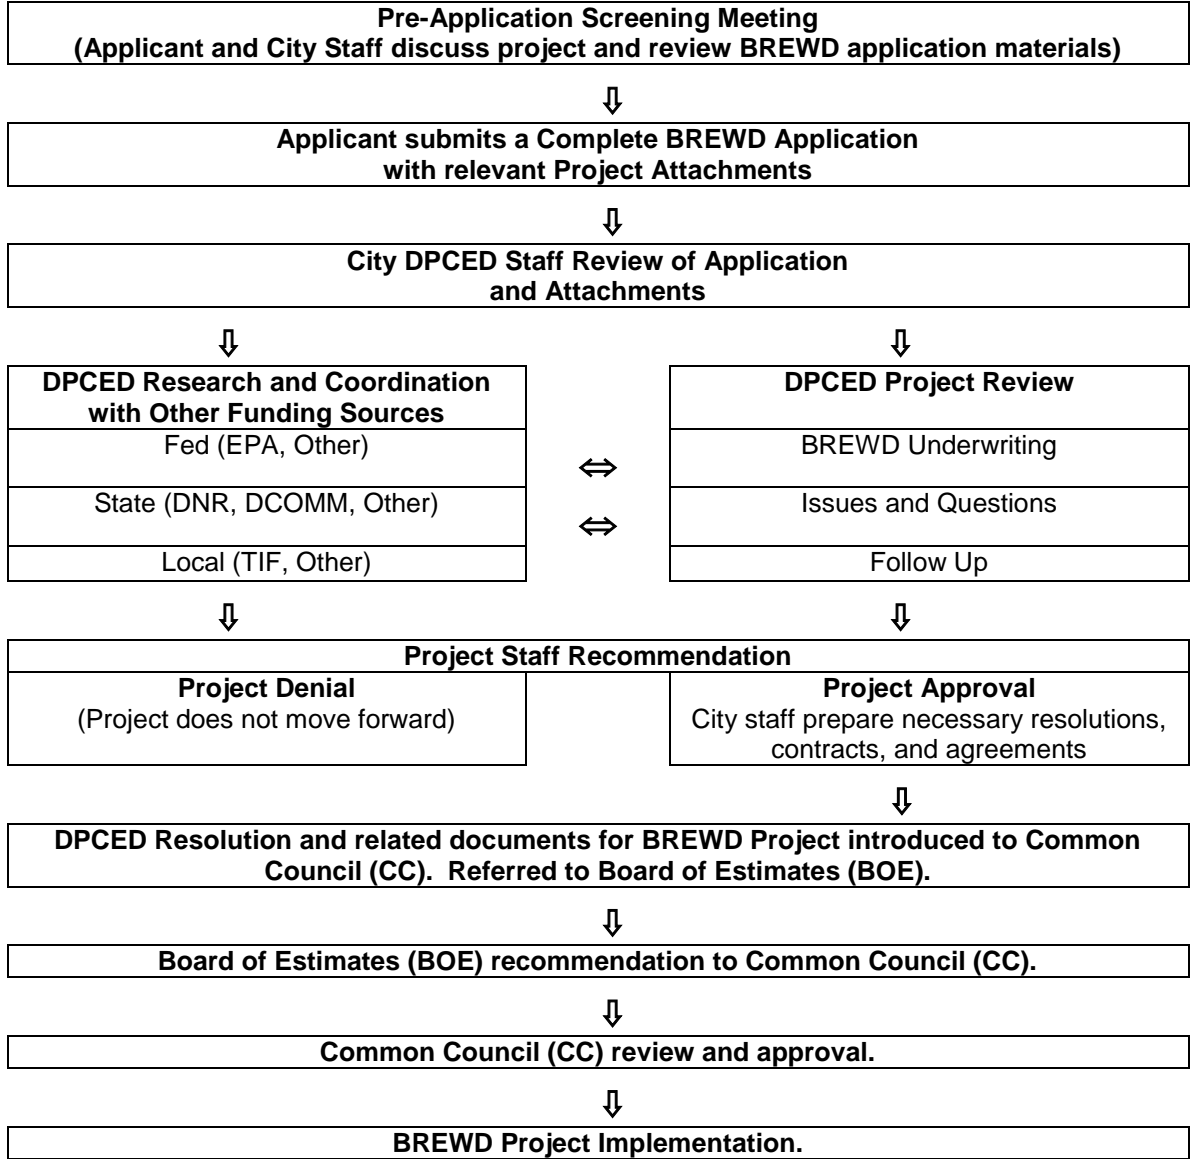 Pre-Application Screening Meeting
(Applicant and City Staff discuss project and review BREWD application materials)
⇩
Applicant submits a Complete BREWD Application
with relevant Project Attachments
⇩
City DPCED Staff Review of Application
and Attachments
⇩ ⇩
DPCED Research and Coordination
with Other Funding Sources
Fed (EPA, Other)
State (DNR, DCOMM, Other)
Local (TIF, Other)
⇔
⇔
DPCED Project Review
BREWD Underwriting
Issues and Questions
Follow Up
⇩ ⇩
Project Staff Recommendation
Project Denial
(Project does not move forward)
Project Approval
City staff prepare necessary resolutions,
contracts, and agreements
⇩
DPCED Resolution and related documents for BREWD Project introduced to Common
Council (CC). Referred to Board of Estimates (BOE).
⇩
Board of Estimates (BOE) recommendation to Common Council (CC).
⇩
Common Council (CC) review and approval.
⇩
BREWD Project Implementation.